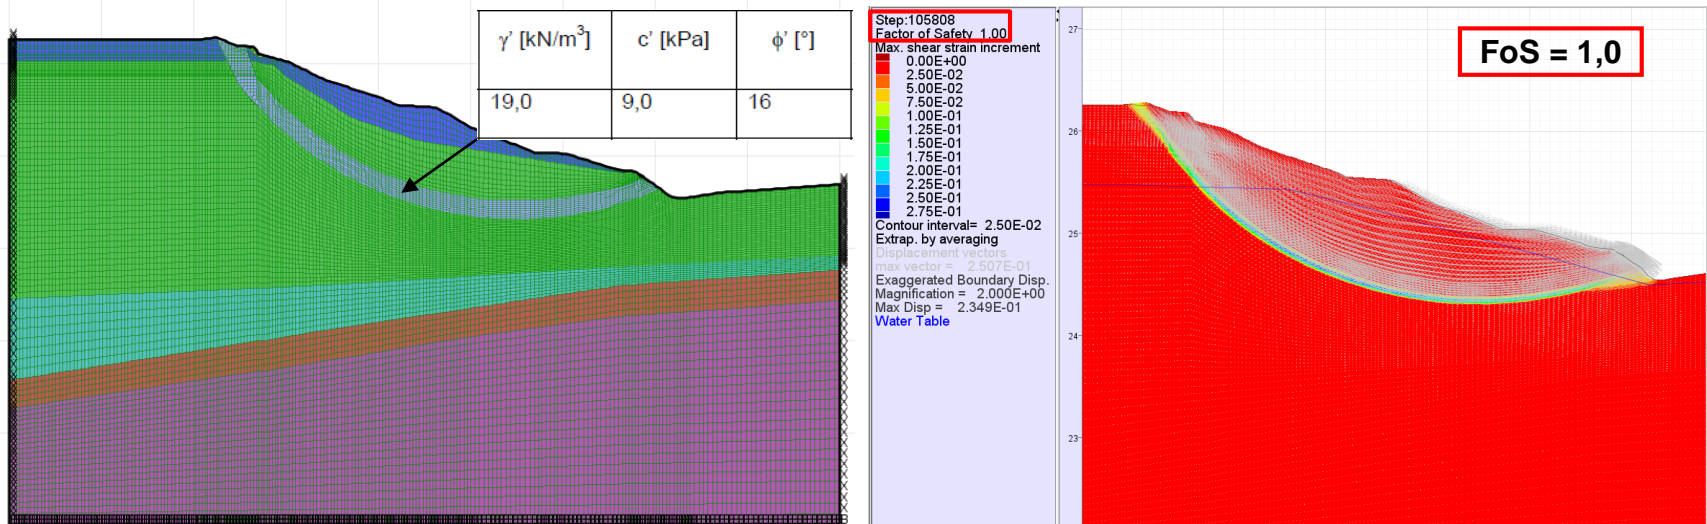 γ' [kN/m³] c' [kPa] ϕ' [°]
19,0 9,0 16
Step:105808
Factor of Safety 1.00
Max. shear strain increment
0.00E+00
2.50E-02
5.00E-02
7.50E-02
1.00E-01
1.25E-01
1.50E-01
1.75E-01
2.00E-01
2.25E-01
2.50E-01
2.75E-01
Contour interval= 2.50E-02
Extrap. by averaging
Displacement vectors
max vector = 2.507E-01
Exaggerated Boundary Disp.
Magnification = 2.000E+00
Max Disp = 2.349E-01
Water Table
FoS = 1,0
27
26
25
24
23